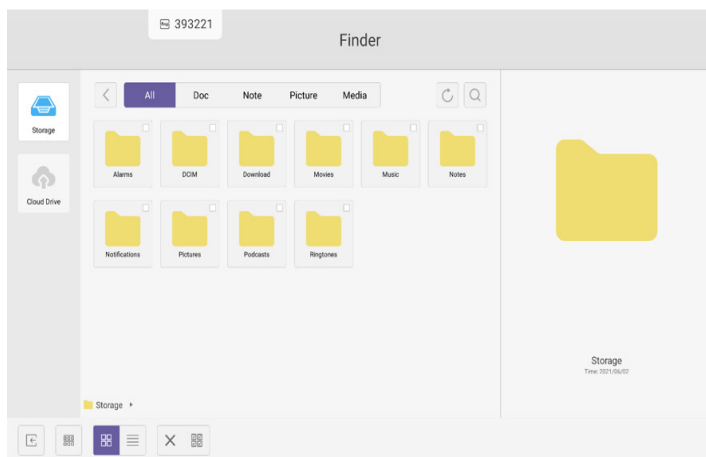 393221
Finder
All Doc Note Picture Media
Storage
Cloud Drive
Alarms DCIM Download Movies Music Notes
Notifications Pictures Podcasts Ringtones
Storage
Time: 2021/06/02
Storage